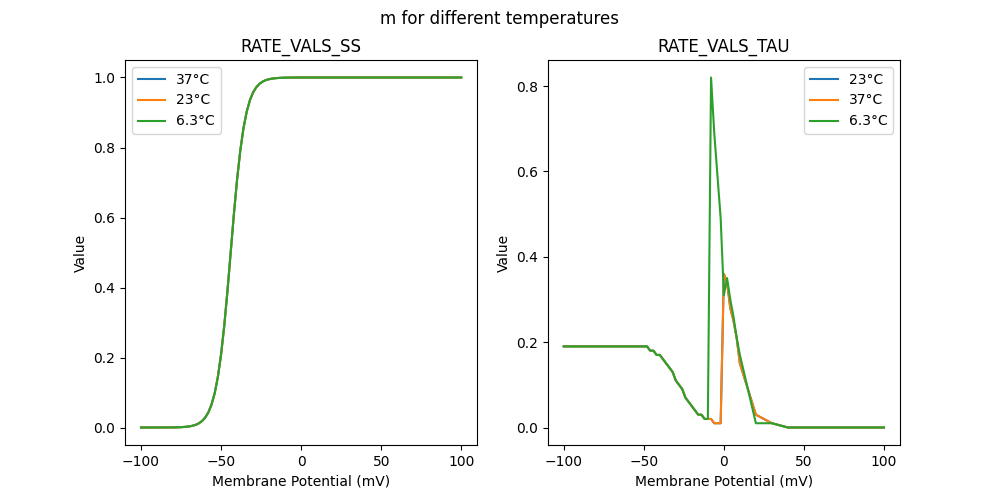 m for different temperatures
RATE_VALS_SS
1.0
0.8
0.6
0.4
0.2
0.0
Value
37°C
23°C
6.3°C
−100
−50
0
50
100
Membrane Potential (mV)
RATE_VALS_TAU
0.8
0.6
0.4
0.2
0.0
Value
23°C
37°C
6.3°C
−100
−50
0
50
100
Membrane Potential (mV)